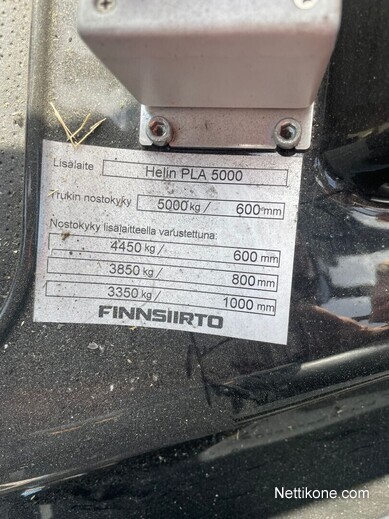 Lisälaite Helin PLA 5000
Trukin nostokyky 5000 kg / 600 mm
Nostokyky lisälaitteella varustettuna:
4450 kg / 600 mm
3850 kg / 800 mm
3350 kg / 1000 mm
FINNSIIRTO
Nettikone.com